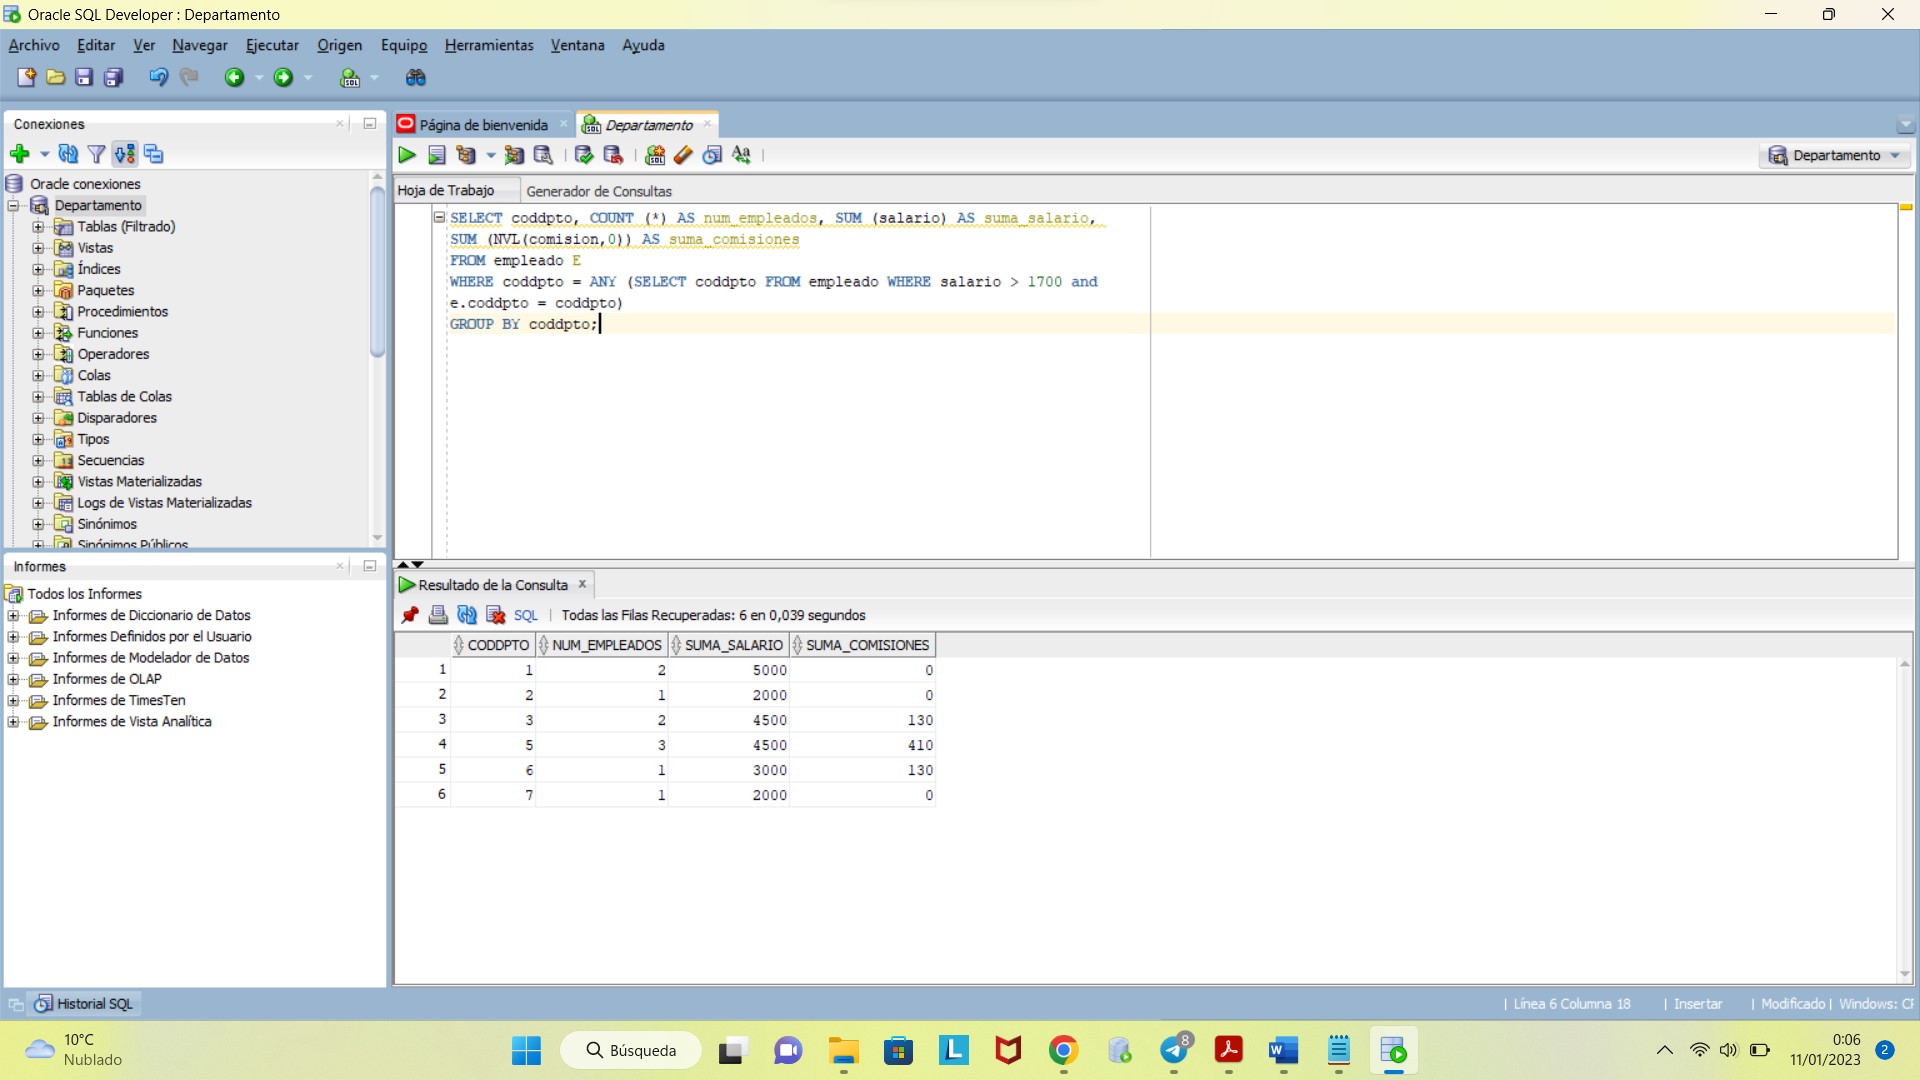 Oracle SQL Developer : Departamento
Archivo Editar Ver Navegar Ejecutar Origen Equipo Herramientas Ventana Ayuda
Conexiones
Página de bienvenida
Departamento
Departamento
Hoja de Trabajo
Generador de Consultas
Oracle conexiones
Departamento
Tablas (Filtrado)
Vistas
Índices
Paquetes
Procedimientos
Funciones
Operadores
Colas
Tablas de Colas
Disparadores
Tipos
Secuencias
Vistas Materializadas
Logs de Vistas Materializadas
Sinónimos
Sinónimos Públicos
SELECT coddpto, COUNT (*) AS num_empleados, SUM (salario) AS suma_salario,
SUM (NVL(comision,0)) AS suma_comisiones
FROM empleado E
WHERE coddpto = ANY (SELECT coddpto FROM empleado WHERE salario > 1700 and
e.coddpto = coddpto)
GROUP BY coddpto;
Informes
Todos los Informes
Informes de Diccionario de Datos
Informes Definidos por el Usuario
Informes de Modelador de Datos
Informes de OLAP
Informes de TimesTen
Informes de Vista Analítica
Resultado de la Consulta
SQL | Todas las Filas Recuperadas: 6 en 0,039 segundos
CODDPTO NUM_EMPLEADOS SUMA_SALARIO SUMA_COMISIONES
1 1 2 5000 0
2 2 1 2000 0
3 3 2 4500 130
4 5 3 4500 410
5 6 1 3000 130
6 7 1 2000 0
Historial SQL
| Línea 6 Columna 18 | Insertar | Modificado | Windows: CF
10°C
Nublado
Búsqueda
8
0:06
11/01/2023
2